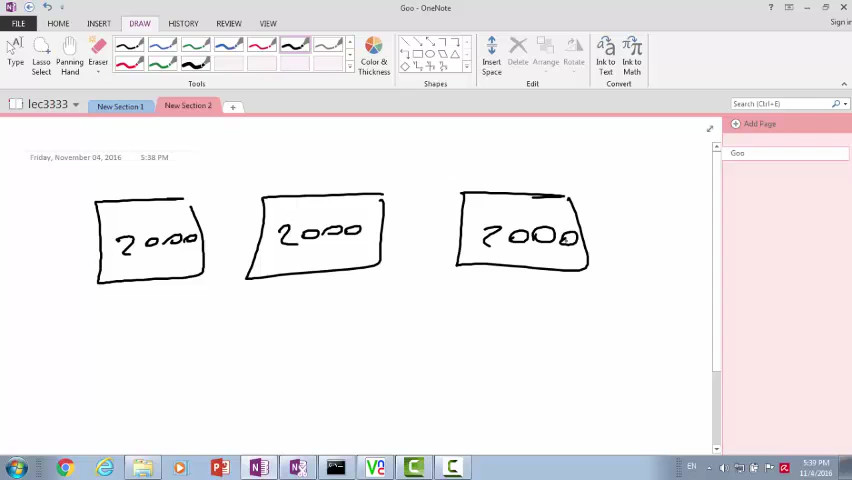 Goo - OneNote
?
FILE HOME INSERT DRAW HISTORY REVIEW VIEW
Sign in
Type Lasso Select Panning Hand Eraser
Tools
Color & Thickness
Shapes
Insert Space Delete Arrange Rotate
Edit
Ink to Text Ink to Math
Convert
lec3333 New Section 1 New Section 2 +
Search (Ctrl+E)
Add Page
Goo
Friday, November 04, 2016 5:38 PM
2000 2000 2000
EN
5:39 PM
11/4/2016